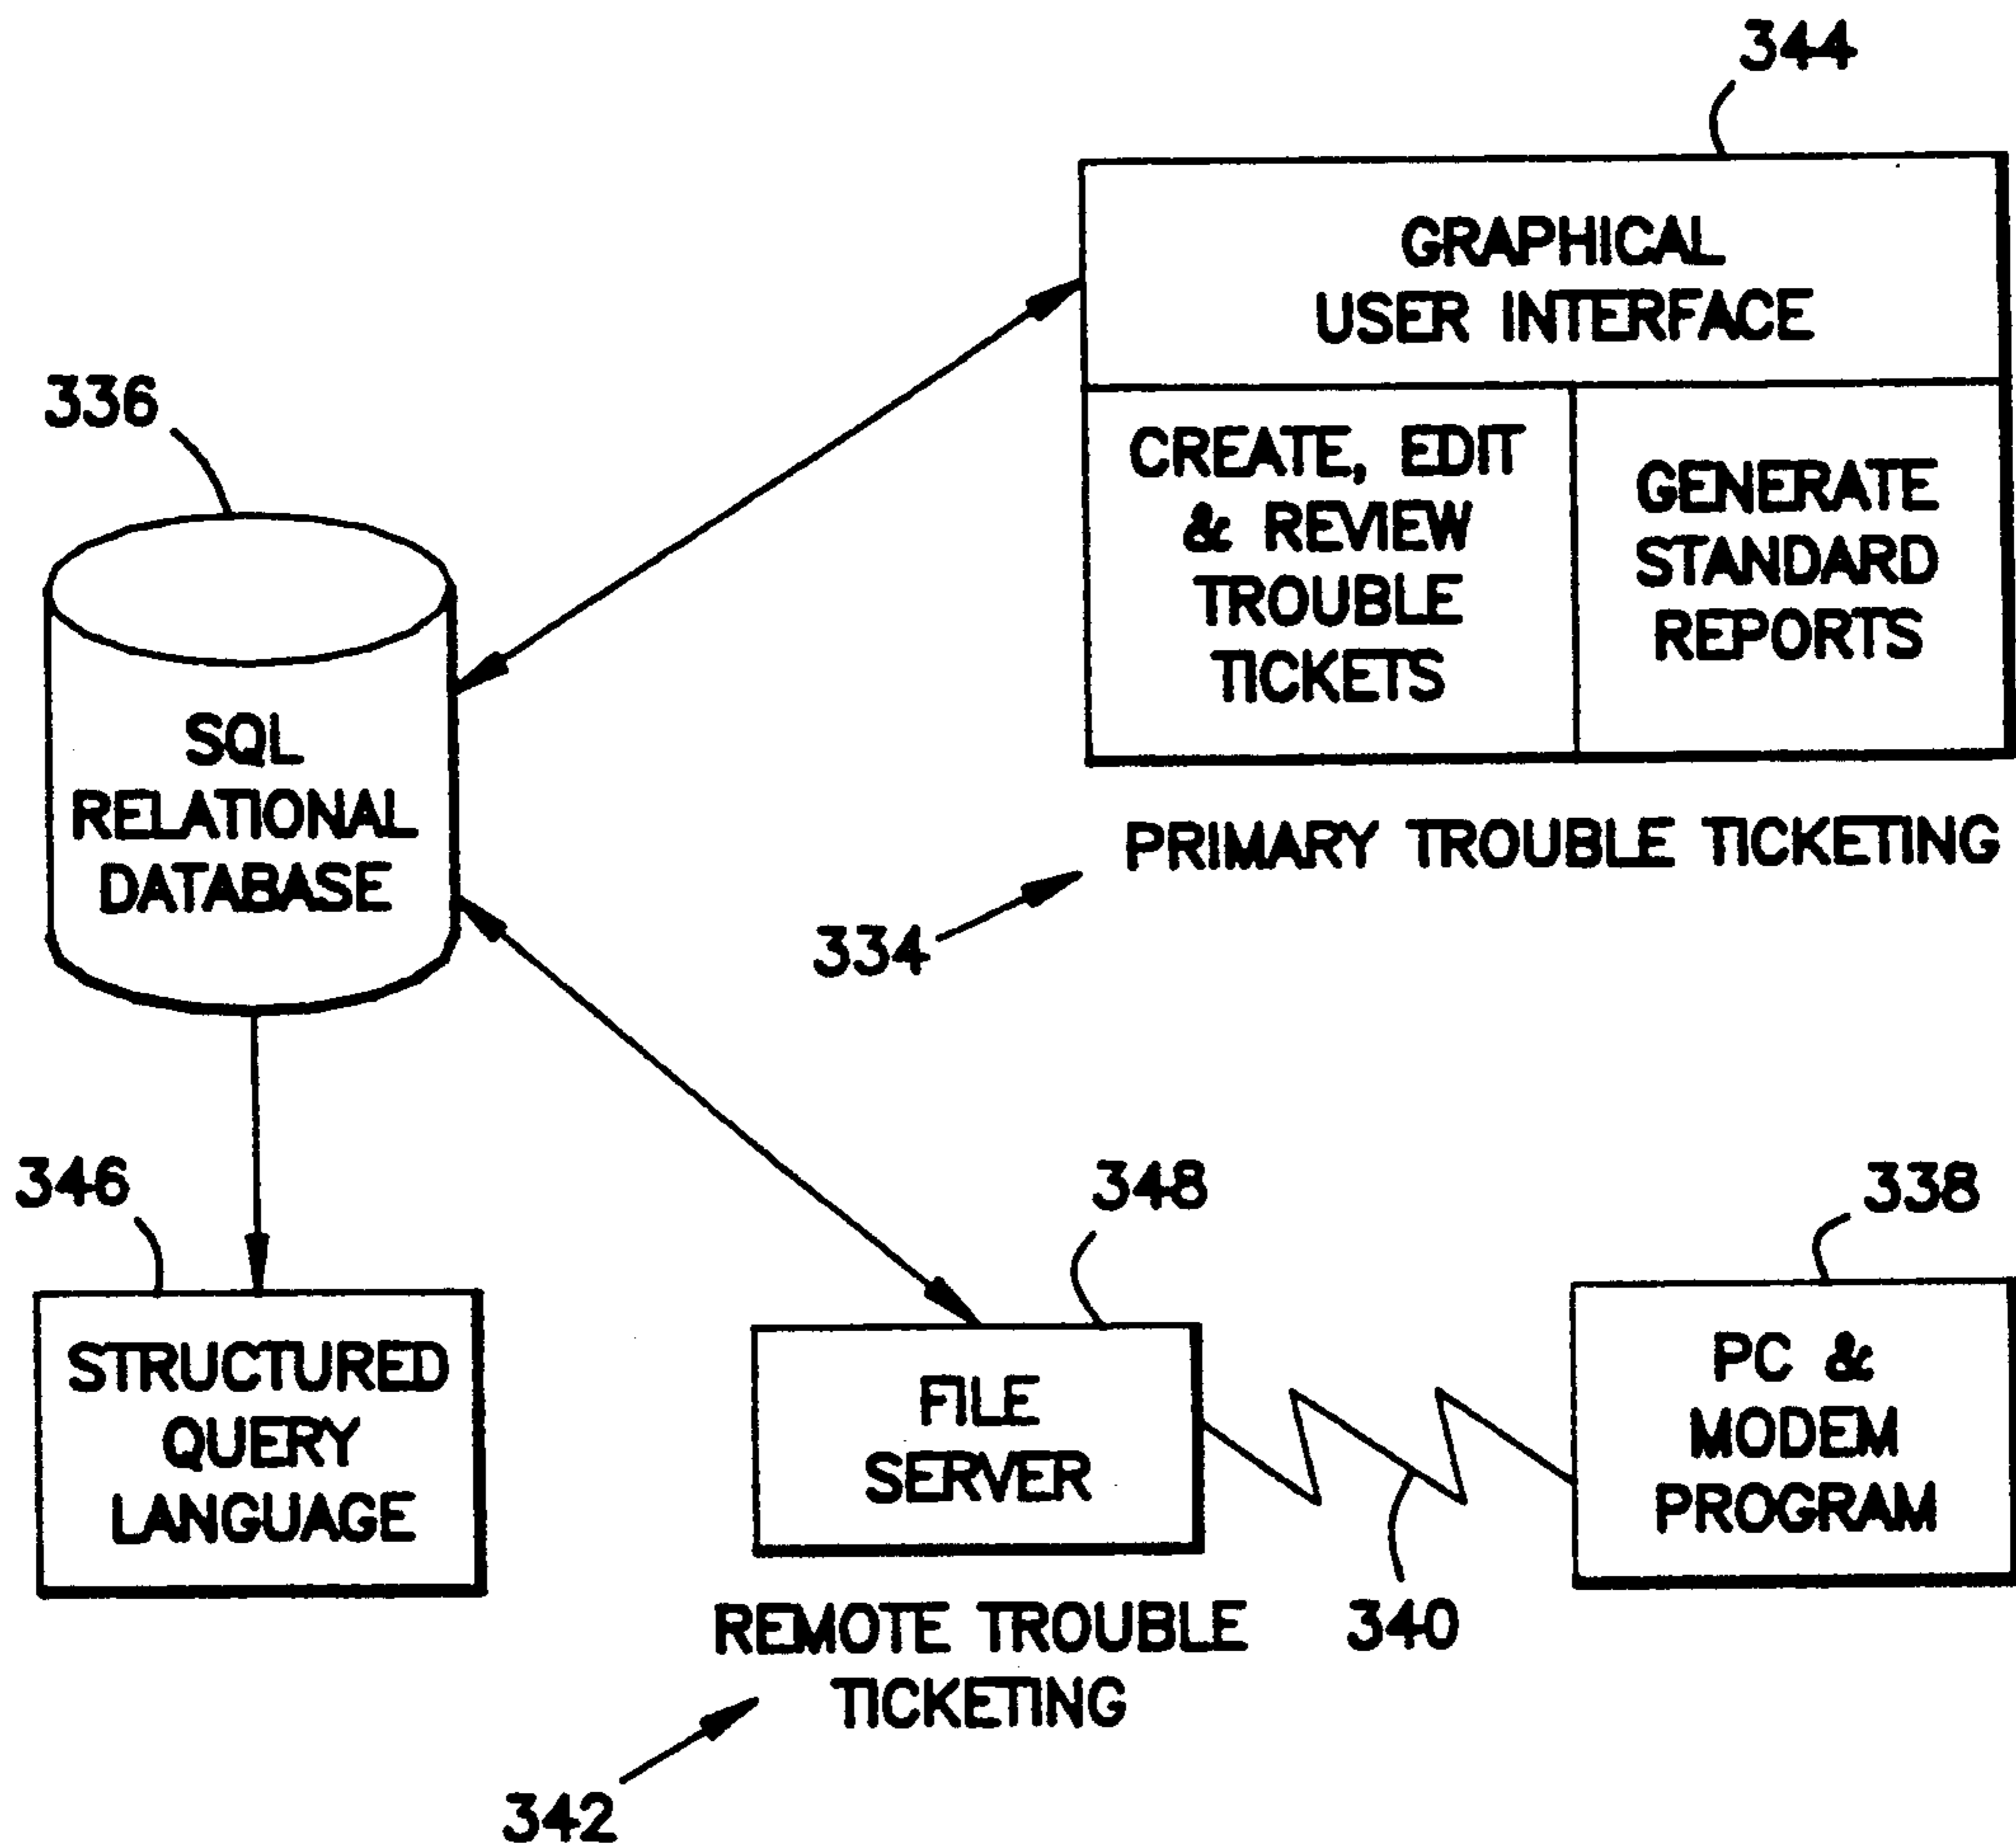 344
GRAPHICAL
USER INTERFACE
CREATE, EDIT
& REVIEW
TROUBLE
TICKETS
GENERATE
STANDARD
REPORTS
336
SQL
RELATIONAL
DATABASE
PRIMARY TROUBLE TICKETING
334
346
STRUCTURED
QUERY
LANGUAGE
348
FILE
SERVER
338
PC &
MODEM
PROGRAM
340
REMOTE TROUBLE
TICKETING
342